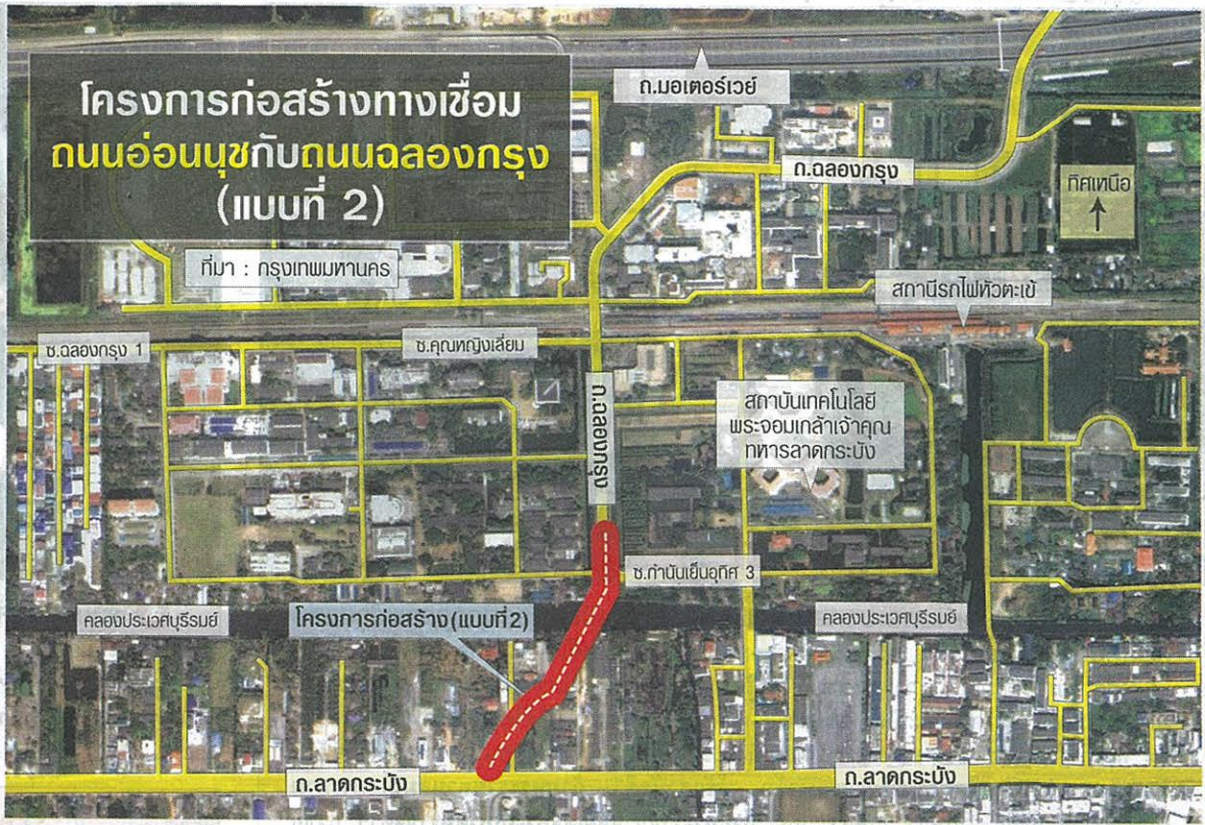 โครงการก่อสร้างทางเชื่อม
ถนนอ่อนนุชกับถนนฉลองกรุง
(แบบที่ 2)
ที่มา : กรุงเทพมหานคร
ถ.มอเตอร์เวย์
ถ.ฉลองกรุง
ทิศเหนือ
สถานีรถไฟหัวตะเข้
ซ.ฉลองกรุง 1
ซ.คุณหญิงเลี่ยม
ถ.ฉลองกรุง
สถาบันเทคโนโลยี
พระจอมเกล้าเจ้าคุณ
ทหารลาดกระบัง
ซ.กำนันเย็นอุทิศ 3
คลองประเวศบุรีรมย์
โครงการก่อสร้าง(แบบที่2)
คลองประเวศบุรีรมย์
ถ.ลาดกระบัง
ถ.ลาดกระบัง